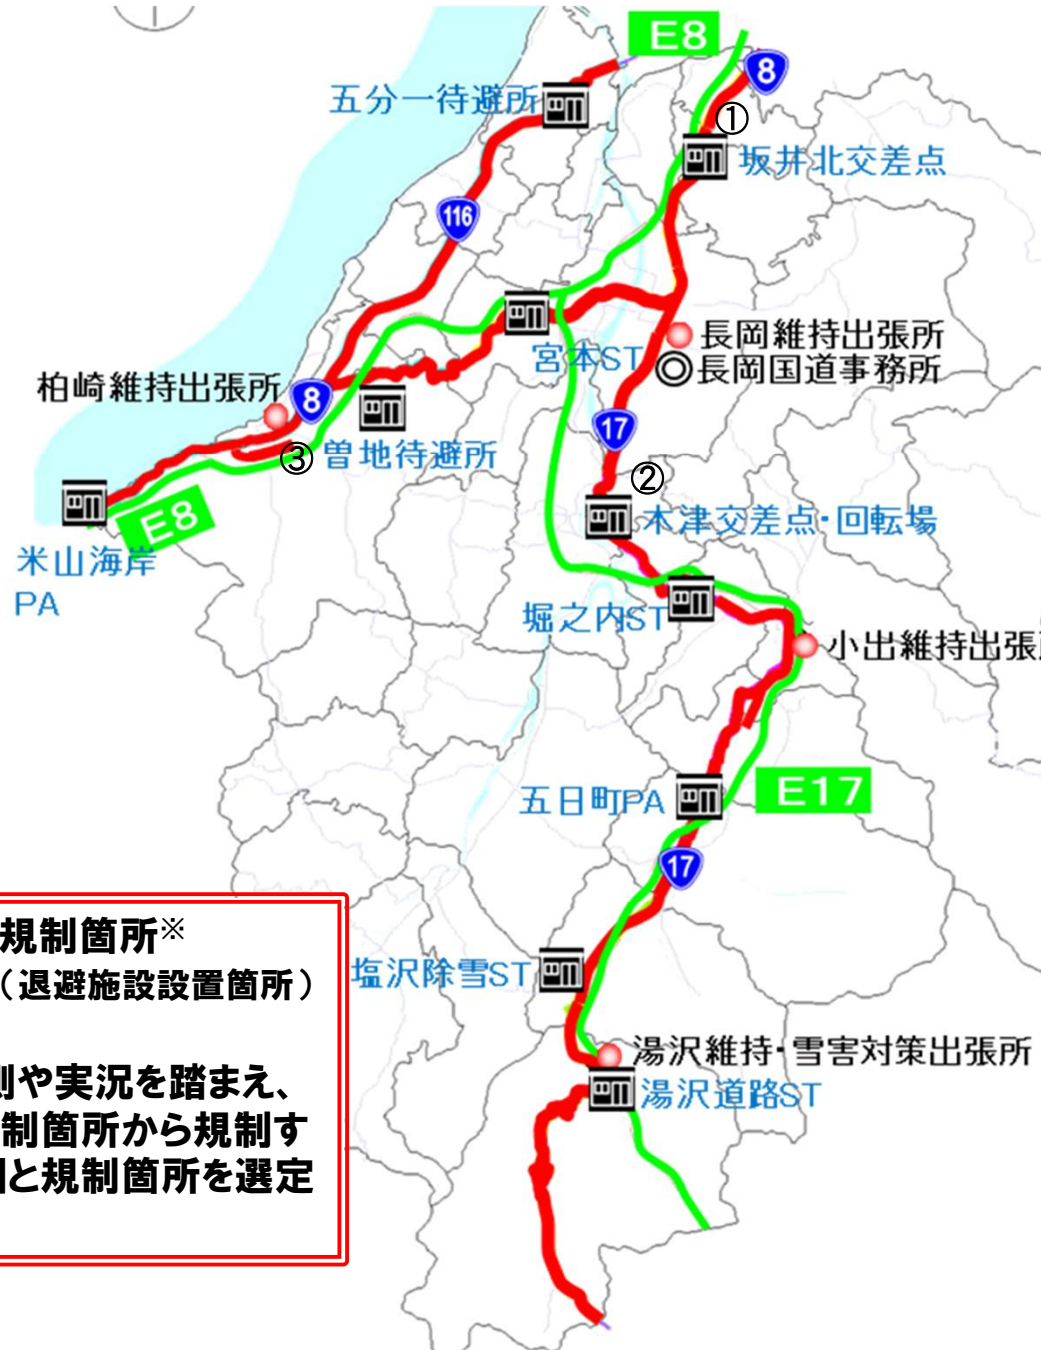 E8
8
五分一待避所
①
坂井北交差点
116
宮本ST
長岡維持出張所
長岡国道事務所
柏崎維持出張所
8
17
③
曽地待避所
②
木津交差点・回転場
E8
米山海岸
PA
堀之内ST
小出維持出張
五日町PA
E17
17
規制箇所※
（退避施設設置箇所）
塩沢除雪ST
湯沢維持・雪害対策出張所
湯沢道路ST
や実況を踏まえ、
制箇所から規制す
と規制箇所を選定